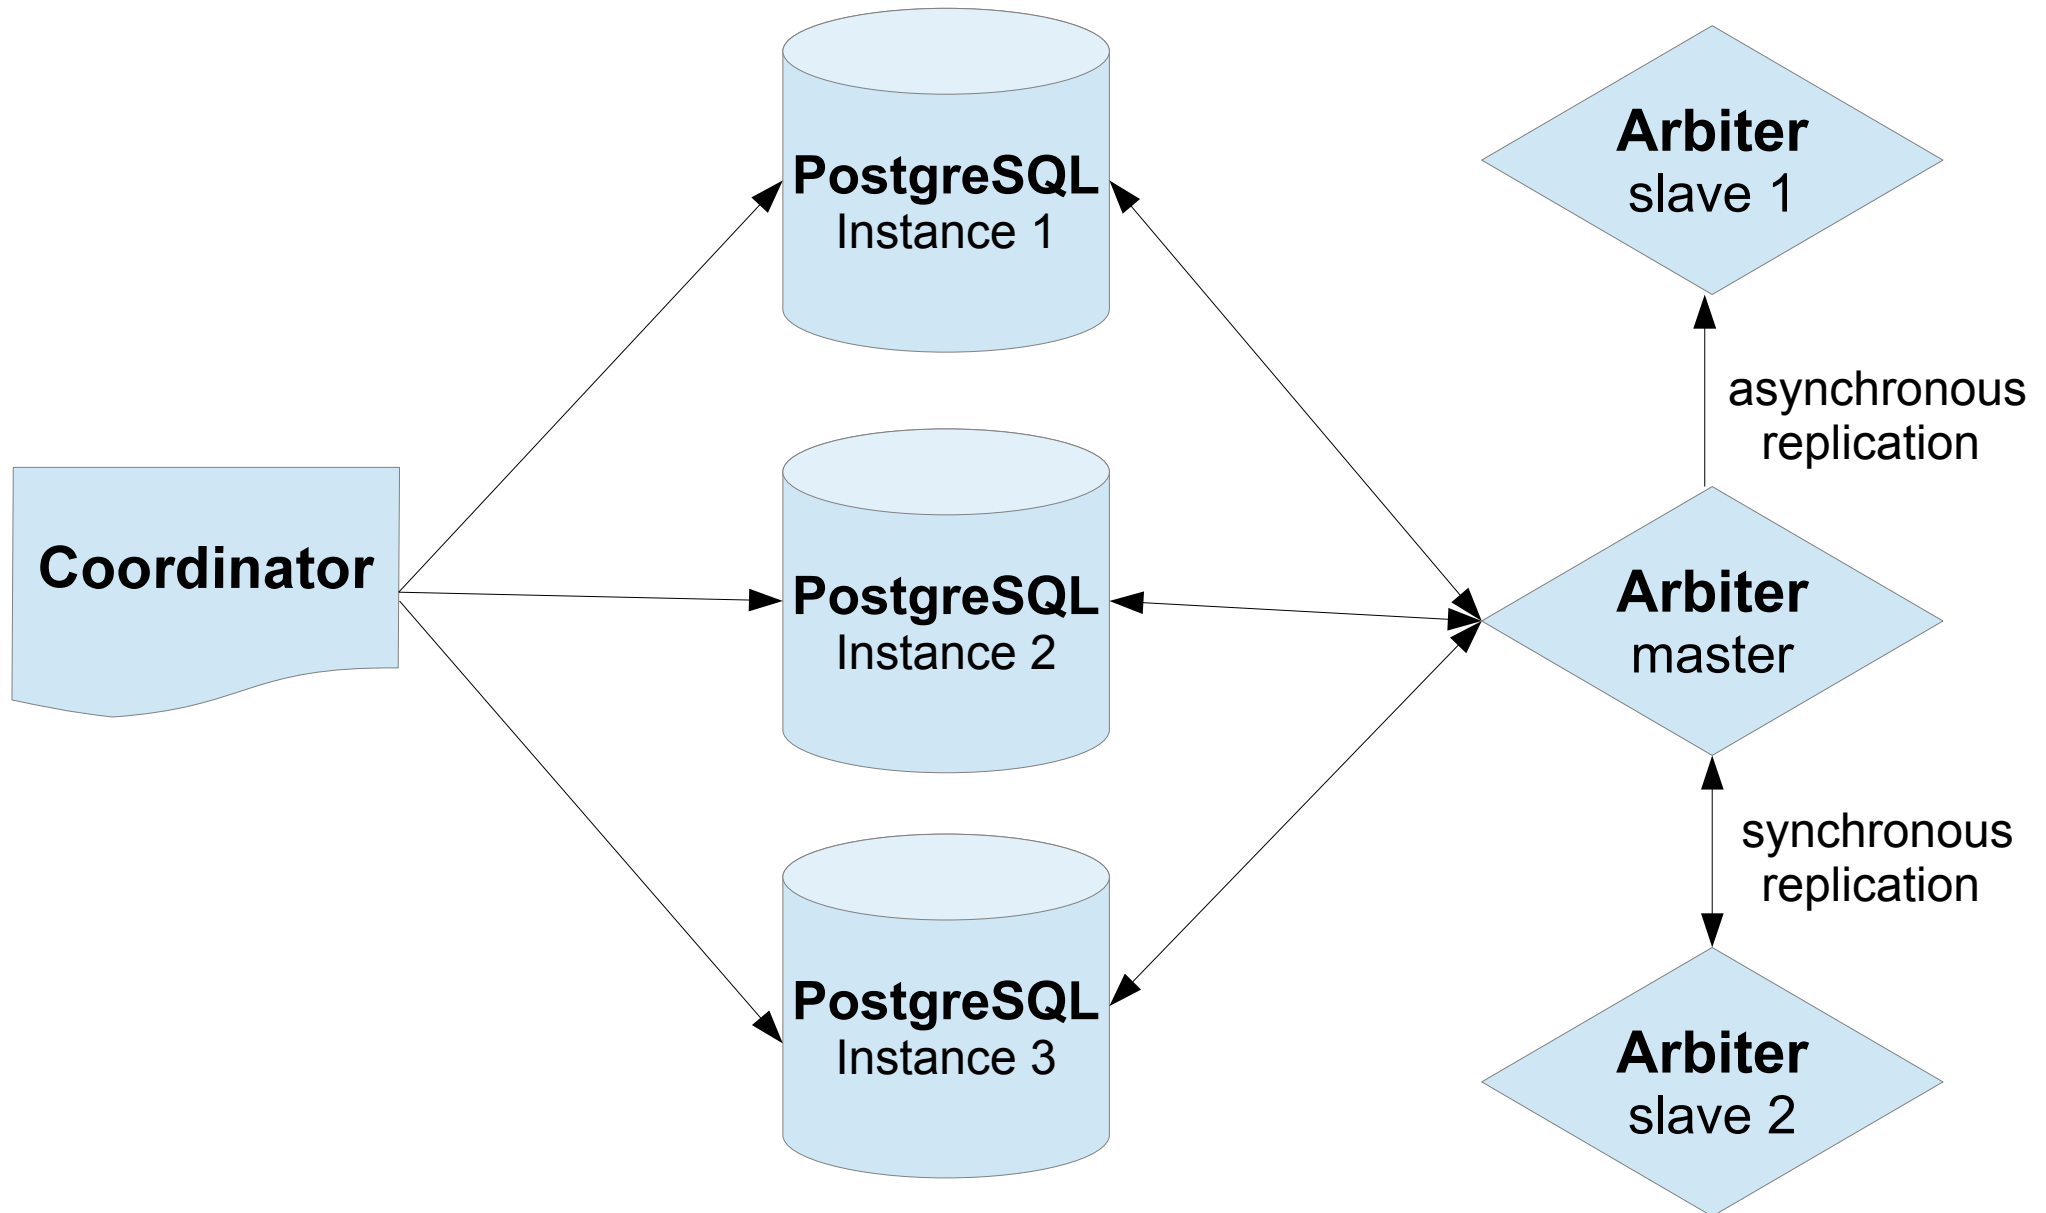 Coordinator
PostgreSQL
Instance 1
PostgreSQL
Instance 2
PostgreSQL
Instance 3
Arbiter
slave 1
asynchronous
replication
Arbiter
master
synchronous
replication
Arbiter
slave 2